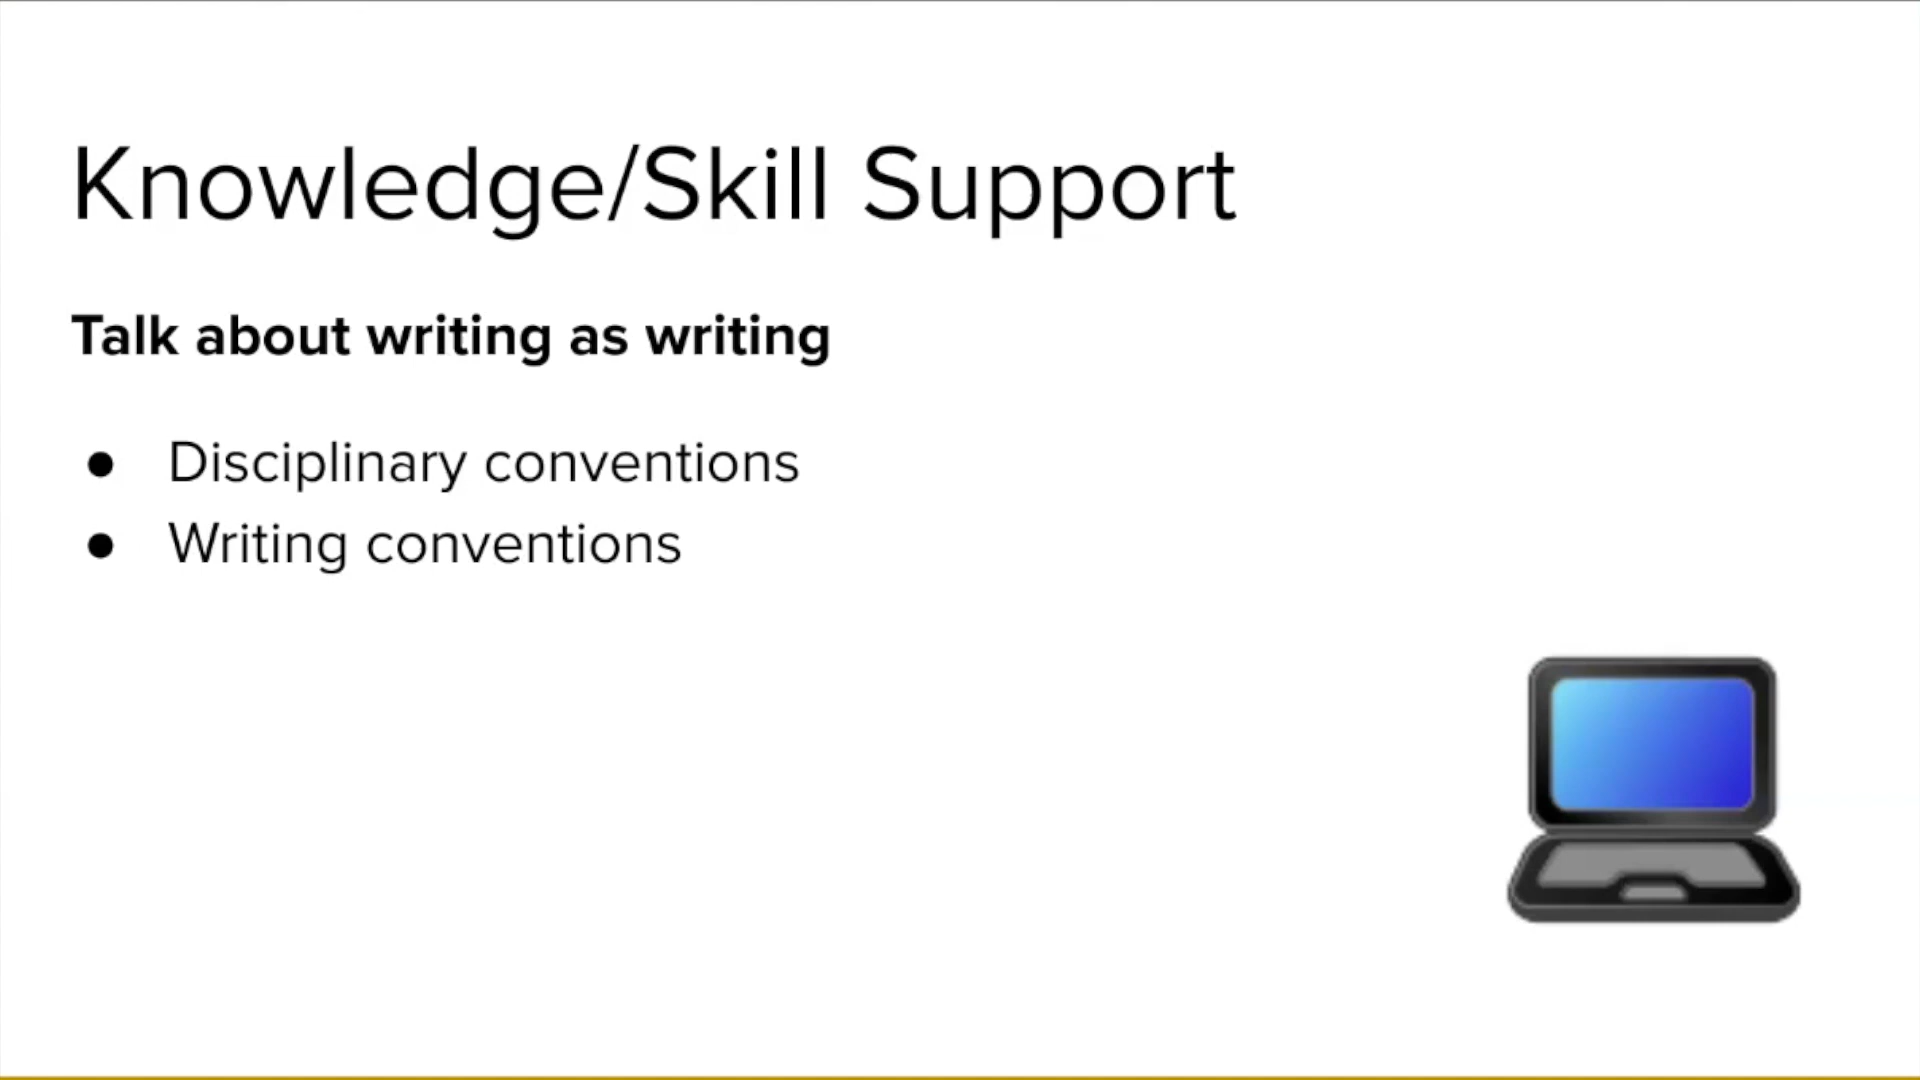 Knowledge/Skill Support
Talk about writing as writing
● Disciplinary conventions
● Writing conventions